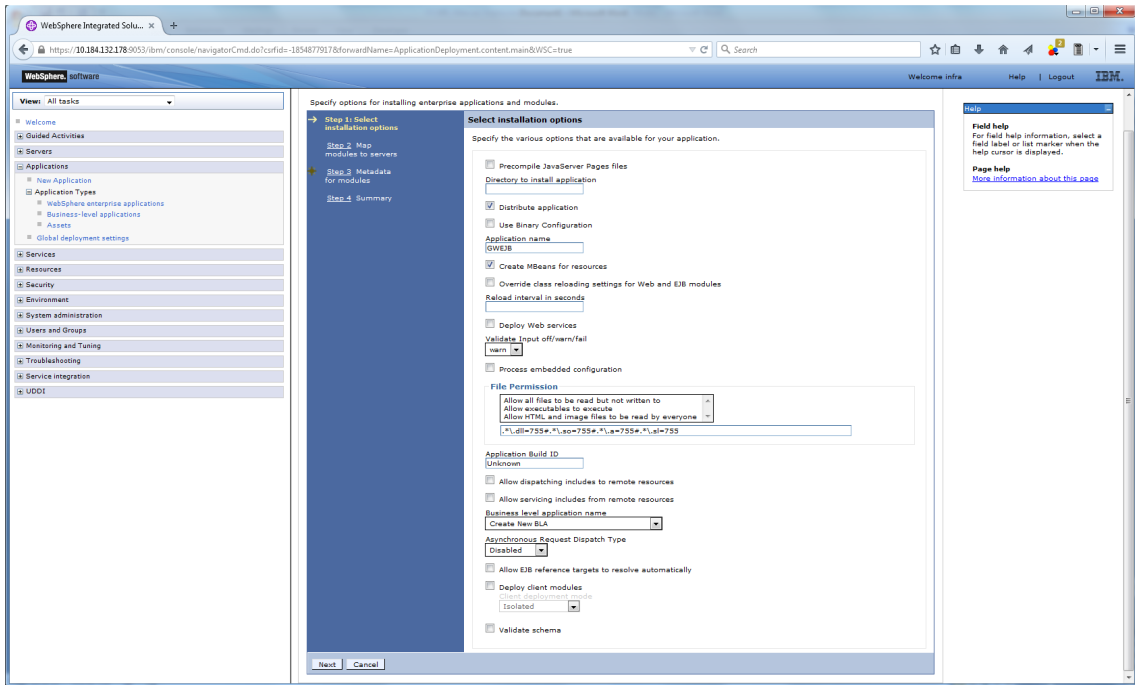 WebSphere Integrated Solu... × +
https://10.184.132.178:9053/ibm/console/navigatorCmd.do?csrfid=-1854877917&forwardName=ApplicationDeployment.content.main&WSC=true
Search
2
WebSphere. software
Welcome infra
Help | Logout
IBM.
View: All tasks
Welcome
Guided Activities
Servers
Applications
New Application
Application Types
WebSphere enterprise applications
Business-level applications
Assets
Global deployment settings
Services
Resources
Security
Environment
System administration
Users and Groups
Monitoring and Tuning
Troubleshooting
Service integration
UDDI
Specify options for installing enterprise applications and modules.
Step 1: Select
installation options
Step 2 Map
modules to servers
Step 3 Metadata
for modules
Step 4 Summary
Select installation options
Specify the various options that are available for your application.
Precompile JavaServer Pages files
Directory to install application
Distribute application
Use Binary Configuration
Application name
GWEJB
Create MBeans for resources
Override class reloading settings for Web and EJB modules
Reload interval in seconds
Deploy Web services
Validate Input off/warn/fail
warn
Process embedded configuration
File Permission
Allow all files to be read but not written to
Allow executables to execute
Allow HTML and image files to be read by everyone
.*\.dll=755#.*\.so=755#.*\.a=755#.*\.sl=755
Application Build ID
Unknown
Allow dispatching includes to remote resources
Allow servicing includes from remote resources
Business level application name
Create New BLA
Asynchronous Request Dispatch Type
Disabled
Allow EJB reference targets to resolve automatically
Deploy client modules
Client deployment mode
Isolated
Validate schema
Next Cancel
Help
Field help
For field help information, select a
field label or list marker when the
help cursor is displayed.
Page help
More information about this page